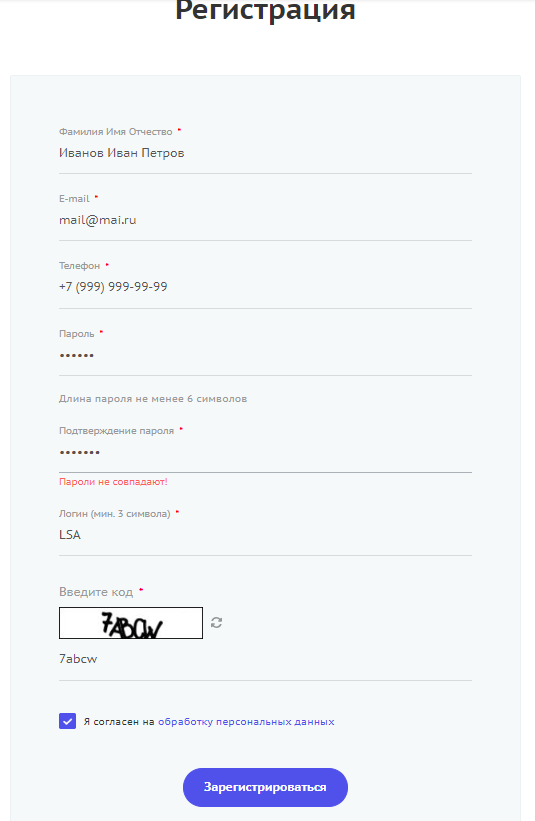 Регистрация
Фамилия Имя Отчество *
Иванов Иван Петров
E-mail *
mail@mai.ru
Телефон *
+7 (999) 999-99-99
Пароль *
••••••
Длина пароля не менее 6 символов
Подтверждение пароля *
•••••••
Пароли не совпадают!
Логин (мин. 3 символа) *
LSA
Введите код *
7ABCW
7abcw
Я согласен на обработку персональных данных
Зарегистрироваться